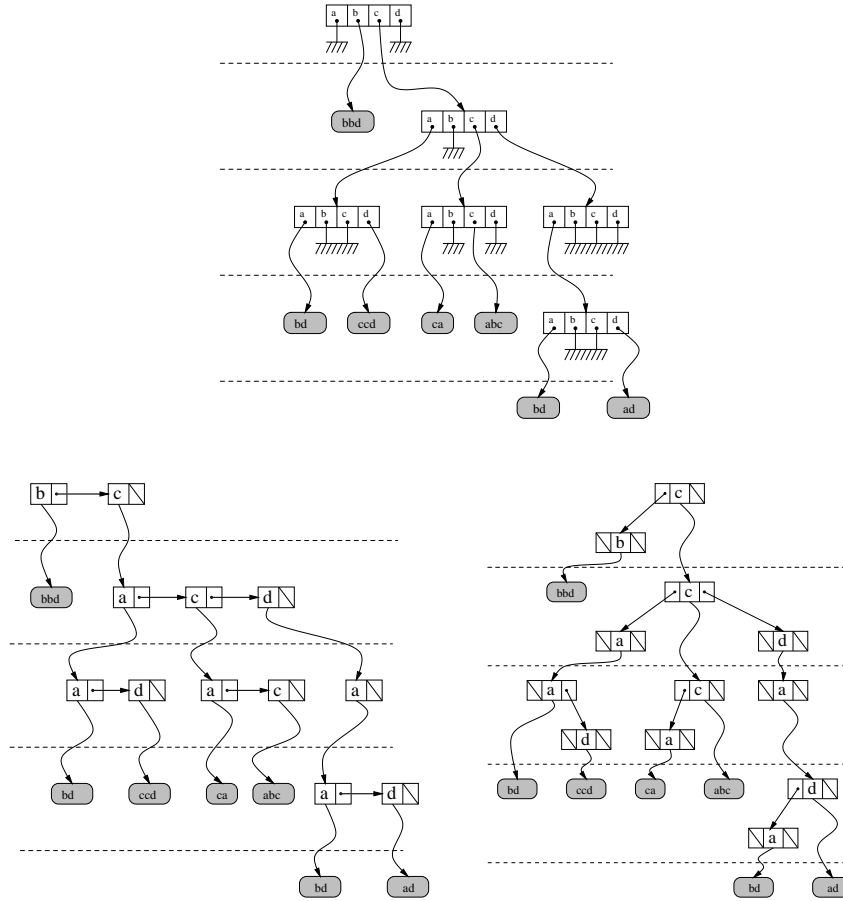 a b c d
bbd
a b c d
a b c d a b c d a b c d
bd ccd ca abc a b c d
bd ad
b c
bbd
a c d
a d a c a
bd ccd ca abc a d
bd ad
c
b
bbd
c
a d
a c a
d a
bd ccd ca abc d
a
bd ad